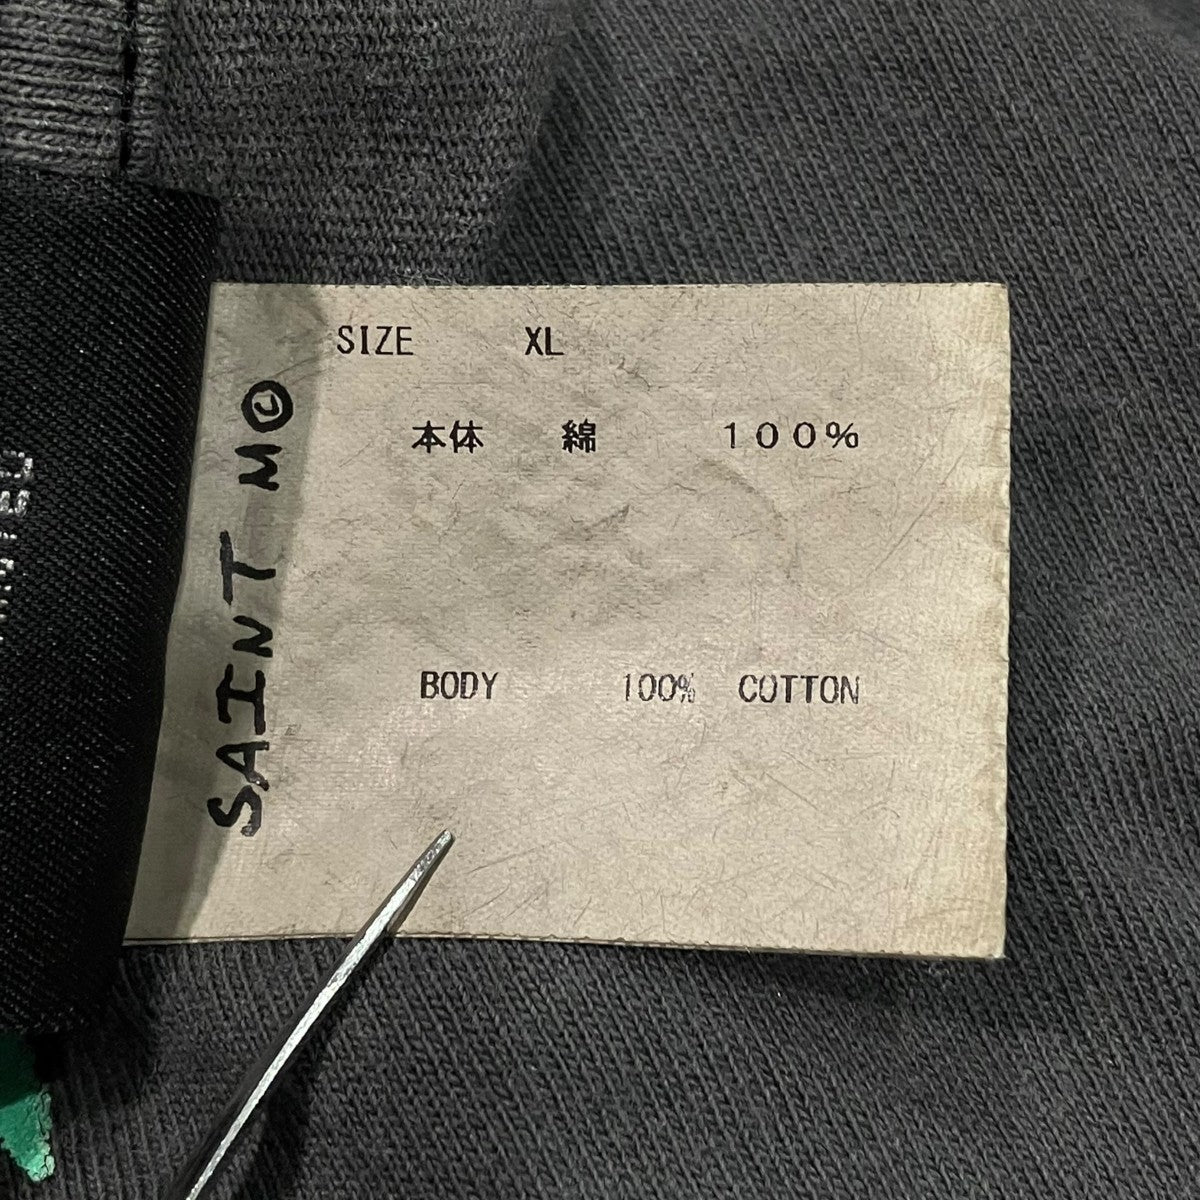 SIZE XL
本体 綿 100%
BODY 100% COTTON
SAINT M©